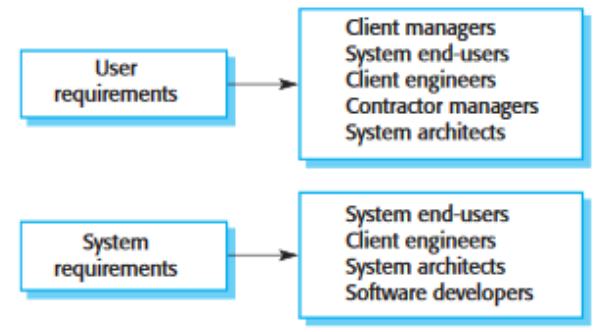 User
requirements
Client managers
System end-users
Client engineers
Contractor managers
System architects
System
requirements
System end-users
Client engineers
System architects
Software developers